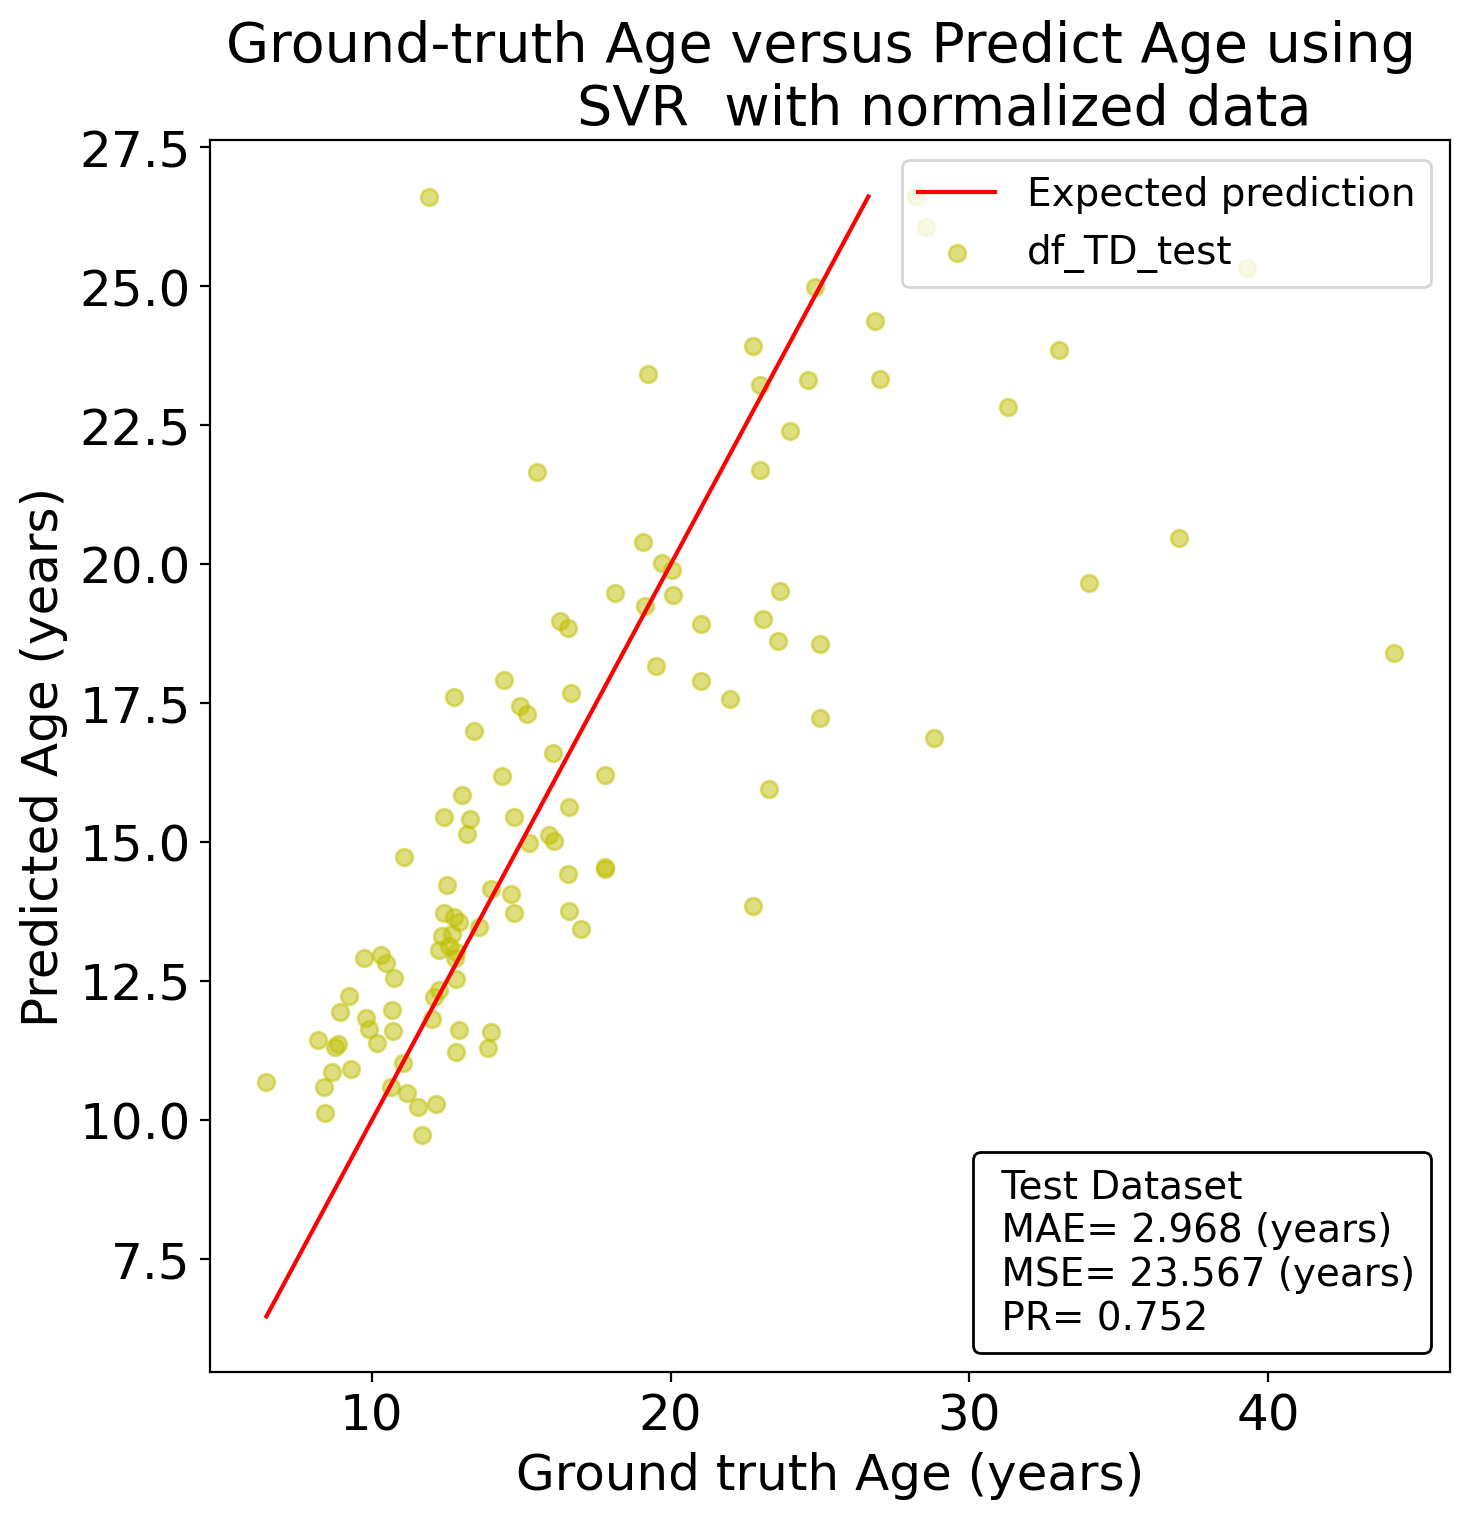 Ground-truth Age versus Predict Age using
SVR  with normalized data
27.5
25.0
22.5
20.0
17.5
15.0
12.5
10.0
7.5
Predicted Age (years)
Expected prediction
df_TD_test
Test Dataset
MAE= 2.968 (years)
MSE= 23.567 (years)
PR= 0.752
10 20 30 40
Ground truth Age (years)